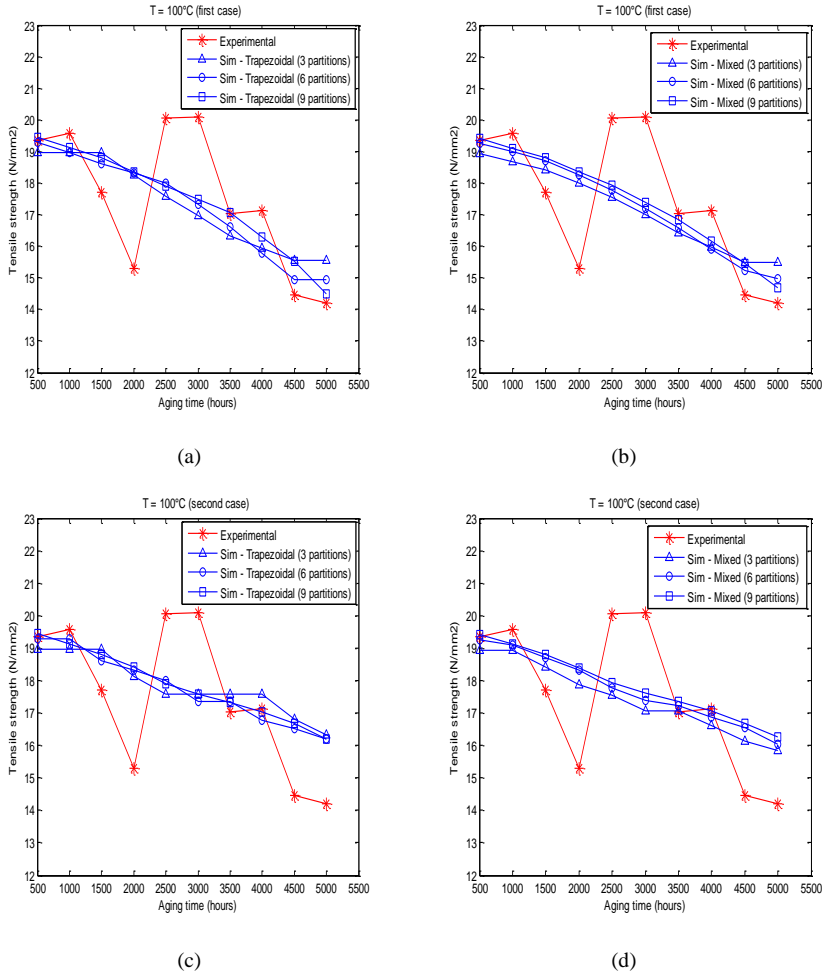 T = 100°C (first case)
23
22
21
20
19
18
17
16
15
14
13
12
Tensile strength (N/mm2)
Experimental
Sim - Trapezoidal (3 partitions)
Sim - Trapezoidal (6 partitions)
Sim - Trapezoidal (9 partitions)
500 1000 1500 2000 2500 3000 3500 4000 4500 5000 5500
Aging time (hours)
(a)
T = 100°C (first case)
23
22
21
20
19
18
17
16
15
14
13
12
Tensile strength (N/mm2)
Experimental
Sim - Mixed (3 partitions)
Sim - Mixed (6 partitions)
Sim - Mixed (9 partitions)
500 1000 1500 2000 2500 3000 3500 4000 4500 5000 5500
Aging time (hours)
(b)
T = 100°C (second case)
23
22
21
20
19
18
17
16
15
14
13
12
Tensile strength (N/mm2)
Experimental
Sim - Trapezoidal (3 partitions)
Sim - Trapezoidal (6 partitions)
Sim - Trapezoidal (9 partitions)
500 1000 1500 2000 2500 3000 3500 4000 4500 5000 5500
Aging time (hours)
(c)
T = 100°C (second case)
23
22
21
20
19
18
17
16
15
14
13
12
Tensile strength (N/mm2)
Experimental
Sim - Mixed (3 partitions)
Sim - Mixed (6 partitions)
Sim - Mixed (9 partitions)
500 1000 1500 2000 2500 3000 3500 4000 4500 5000 5500
Aging time (hours)
(d)